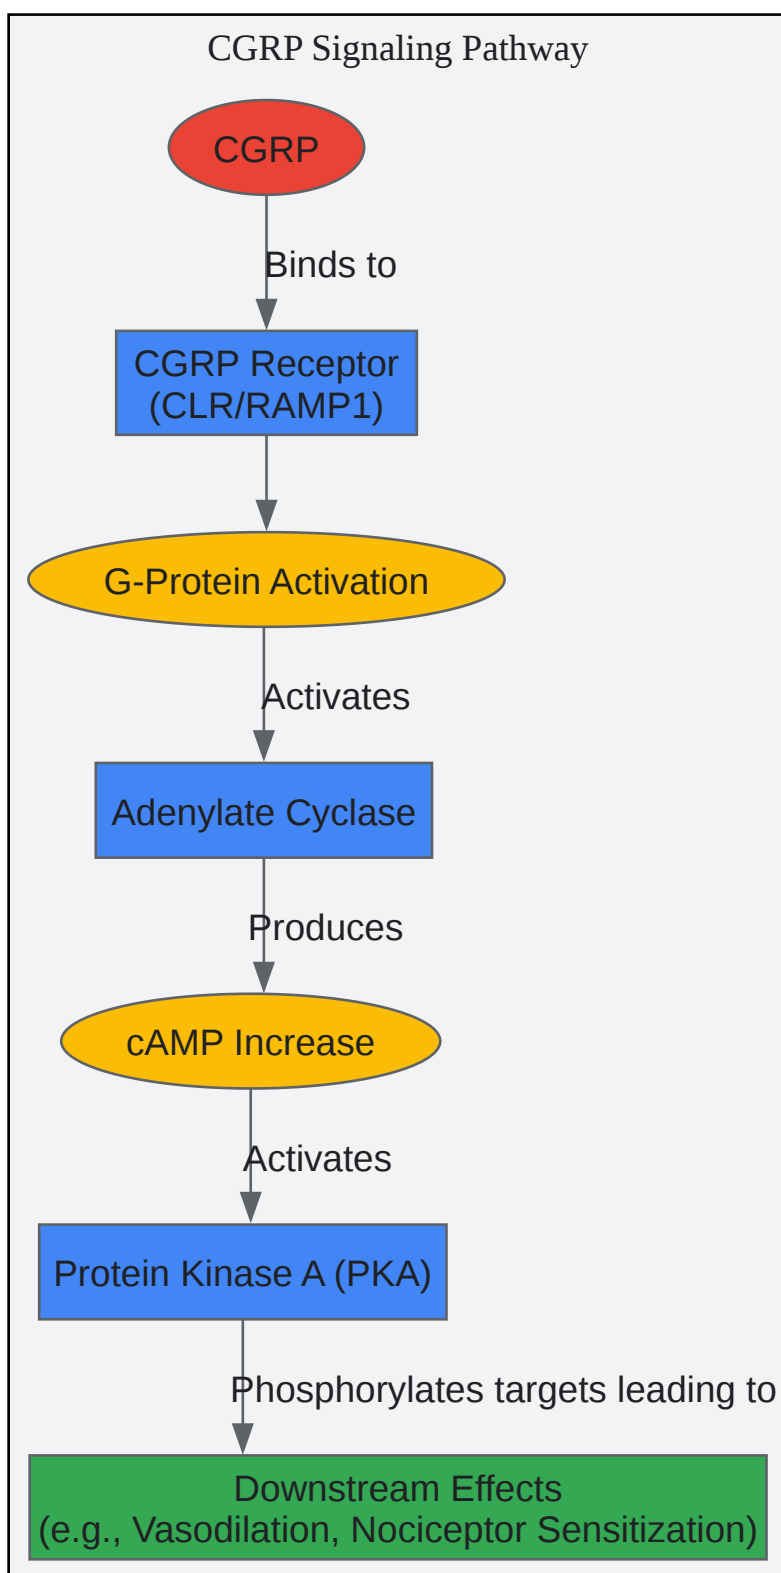 CGRP Signaling Pathway
CGRP
Binds to
CGRP Receptor
(CLR/RAMP1)
G-Protein Activation
Activates
Adenylate Cyclase
Produces
cAMP Increase
Activates
Protein Kinase A (PKA)
Phosphorylates targets leading to
Downstream Effects
(e.g., Vasodilation, Nociceptor Sensitization)